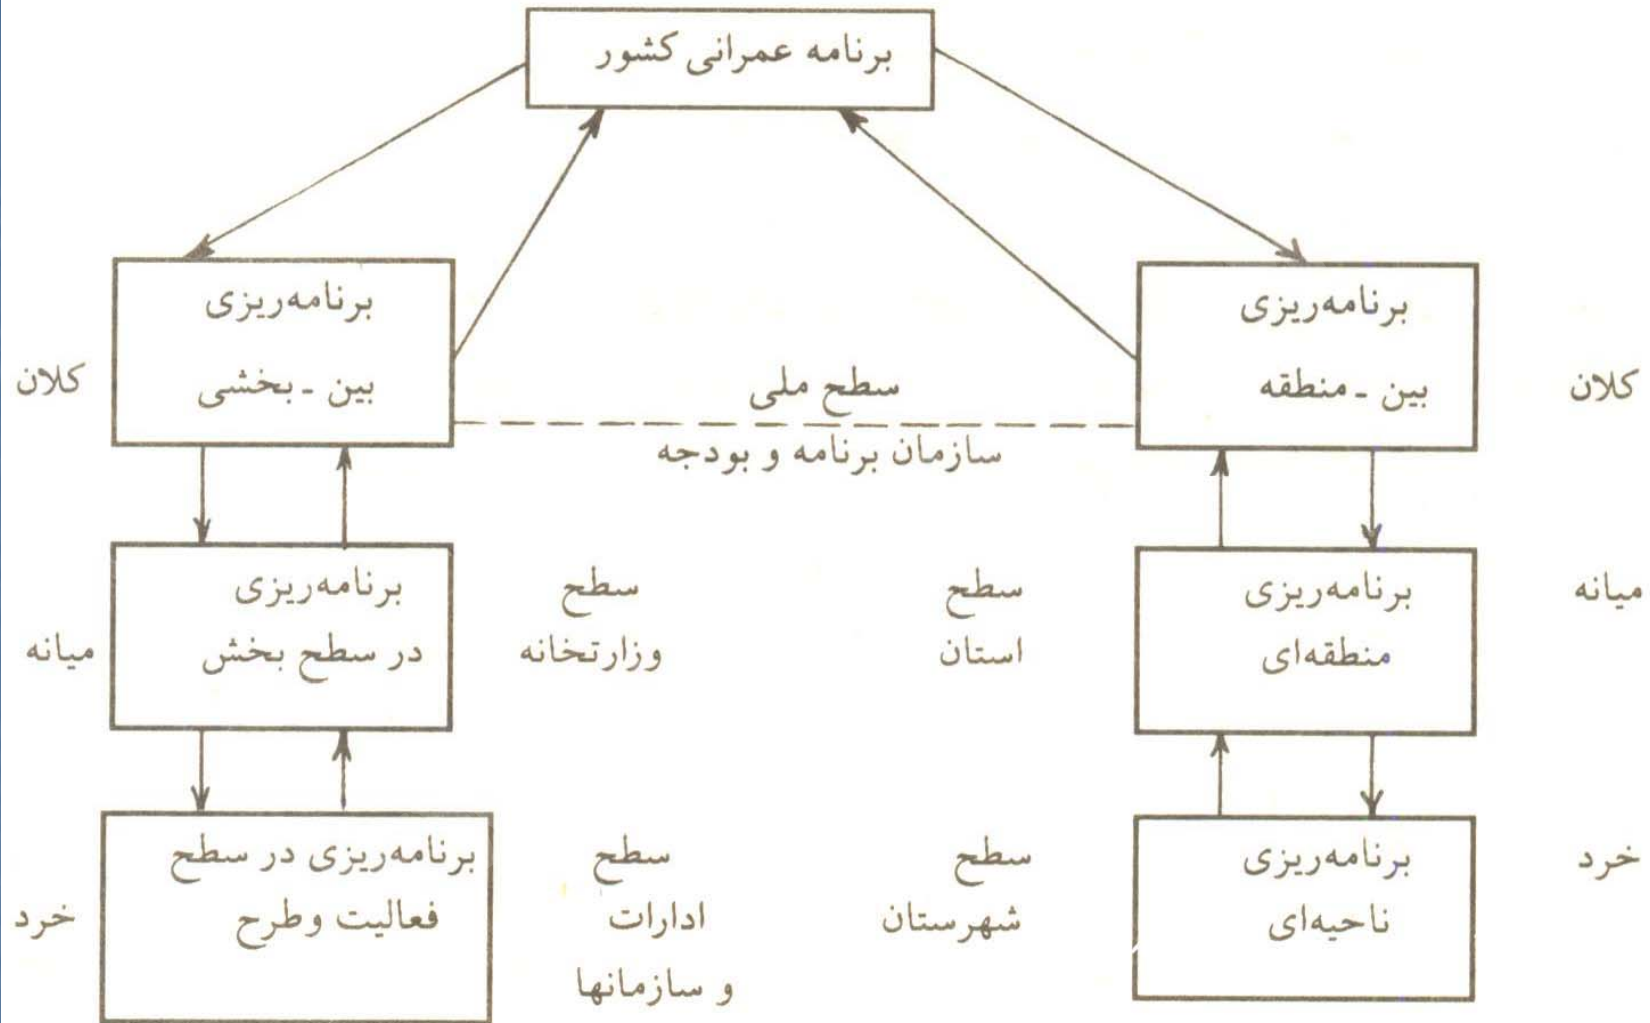 برنامه عمرانی کشور
برنامه‌ریزی
بین ـ منطقه
کلان
سطح ملی
سازمان برنامه و بودجه
برنامه‌ریزی
بین ـ بخشی
کلان
میانه
برنامه‌ریزی
منطقه‌ای
سطح
استان
سطح
وزارتخانه
برنامه‌ریزی
در سطح بخش
میانه
خرد
برنامه‌ریزی
ناحیه‌ای
سطح
شهرستان
سطح
ادارات
و سازمانها
برنامه‌ریزی در سطح
فعالیت وطرح
خرد